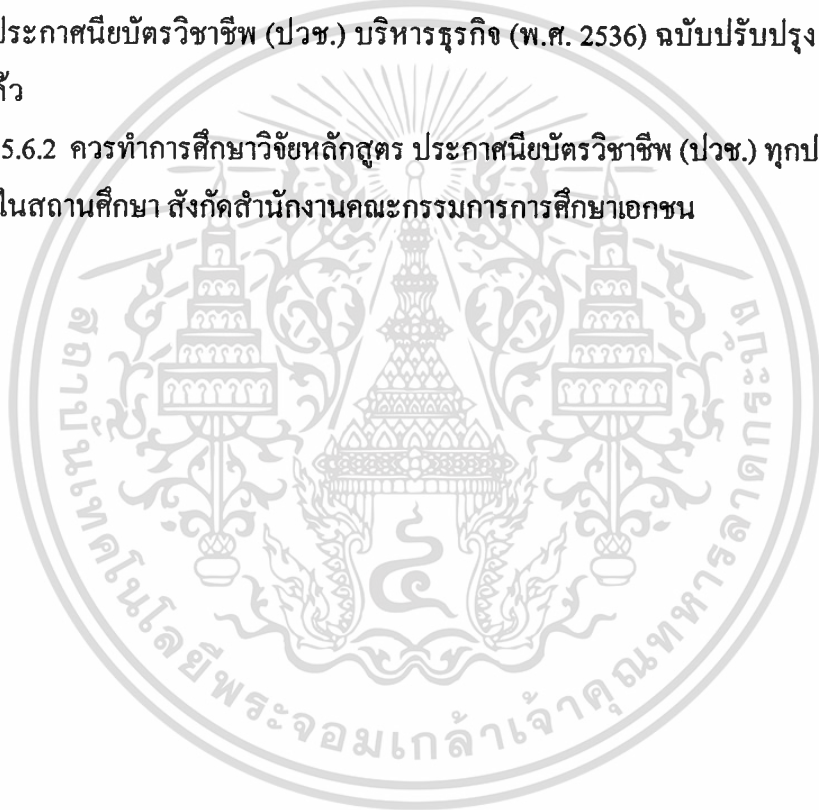 ประกาศนียบัตรวิชาชีพ (ปวช.) บริหารธุรกิจ (พ.ศ. 2536) ฉบับปรับปรุง
5.6.2 ควรทำการศึกษาวิจัยหลักสูตร ประกาศนียบัตรวิชาชีพ (ปวช.) ทุกป
ในสถานศึกษา สังกัดสำนักงานคณะกรรมการการศึกษาเอกชน
สถาบันเทคโนโลยีพระจอมเกล้าเจ้าคุณทหารลาดกระบัง